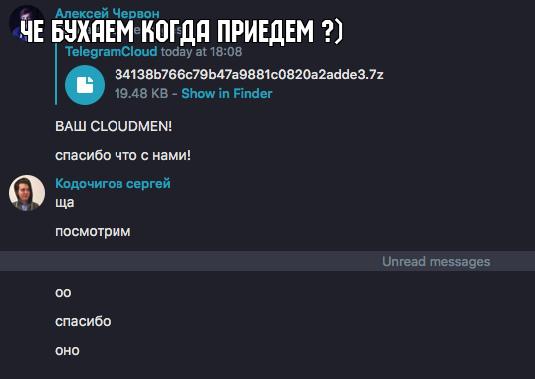 Алексей Червон
ЧЕ БУХАЕМ КОГДА ПРИЕДЕМ ?)
TelegramCloud today at 18:08
34138b766c79b47a9881c0820a2adde3.7z
19.48 KB - Show in Finder
ВАШ CLOUDMEN!
спасибо что с нами!
Кодочигов сергей
ща
посмотрим
Unread messages
оо
спасибо
оно